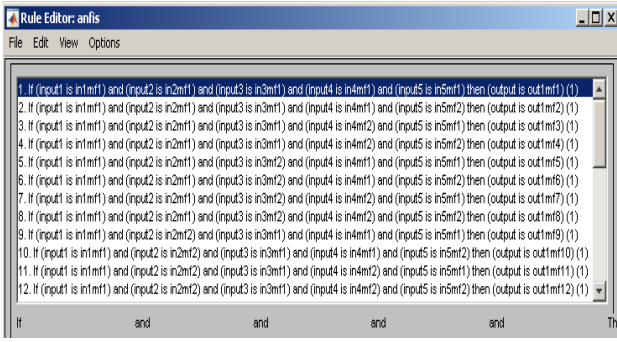 Rule Editor: anfis
File Edit View Options
1. If (input1 is in1mf1) and (input2 is in2mf1) and (input3 is in3mf1) and (input4 is in4mf1) and (input5 is in5mf1) then (output is out1mf1) (1)
2. If (input1 is in1mf1) and (input2 is in2mf1) and (input3 is in3mf1) and (input4 is in4mf1) and (input5 is in5mf2) then (output is out1mf2) (1)
3. If (input1 is in1mf1) and (input2 is in2mf1) and (input3 is in3mf1) and (input4 is in4mf2) and (input5 is in5mf1) then (output is out1mf3) (1)
4. If (input1 is in1mf1) and (input2 is in2mf1) and (input3 is in3mf1) and (input4 is in4mf2) and (input5 is in5mf2) then (output is out1mf4) (1)
5. If (input1 is in1mf1) and (input2 is in2mf1) and (input3 is in3mf2) and (input4 is in4mf1) and (input5 is in5mf1) then (output is out1mf5) (1)
6. If (input1 is in1mf1) and (input2 is in2mf1) and (input3 is in3mf2) and (input4 is in4mf1) and (input5 is in5mf2) then (output is out1mf6) (1)
7. If (input1 is in1mf1) and (input2 is in2mf1) and (input3 is in3mf2) and (input4 is in4mf2) and (input5 is in5mf1) then (output is out1mf7) (1)
8. If (input1 is in1mf1) and (input2 is in2mf1) and (input3 is in3mf2) and (input4 is in4mf2) and (input5 is in5mf2) then (output is out1mf8) (1)
9. If (input1 is in1mf1) and (input2 is in2mf2) and (input3 is in3mf1) and (input4 is in4mf1) and (input5 is in5mf1) then (output is out1mf9) (1)
10. If (input1 is in1mf1) and (input2 is in2mf2) and (input3 is in3mf1) and (input4 is in4mf1) and (input5 is in5mf2) then (output is out1mf10) (1)
11. If (input1 is in1mf1) and (input2 is in2mf2) and (input3 is in3mf1) and (input4 is in4mf2) and (input5 is in5mf1) then (output is out1mf11) (1)
12. If (input1 is in1mf1) and (input2 is in2mf2) and (input3 is in3mf1) and (input4 is in4mf2) and (input5 is in5mf2) then (output is out1mf12) (1)
If and and and and Th